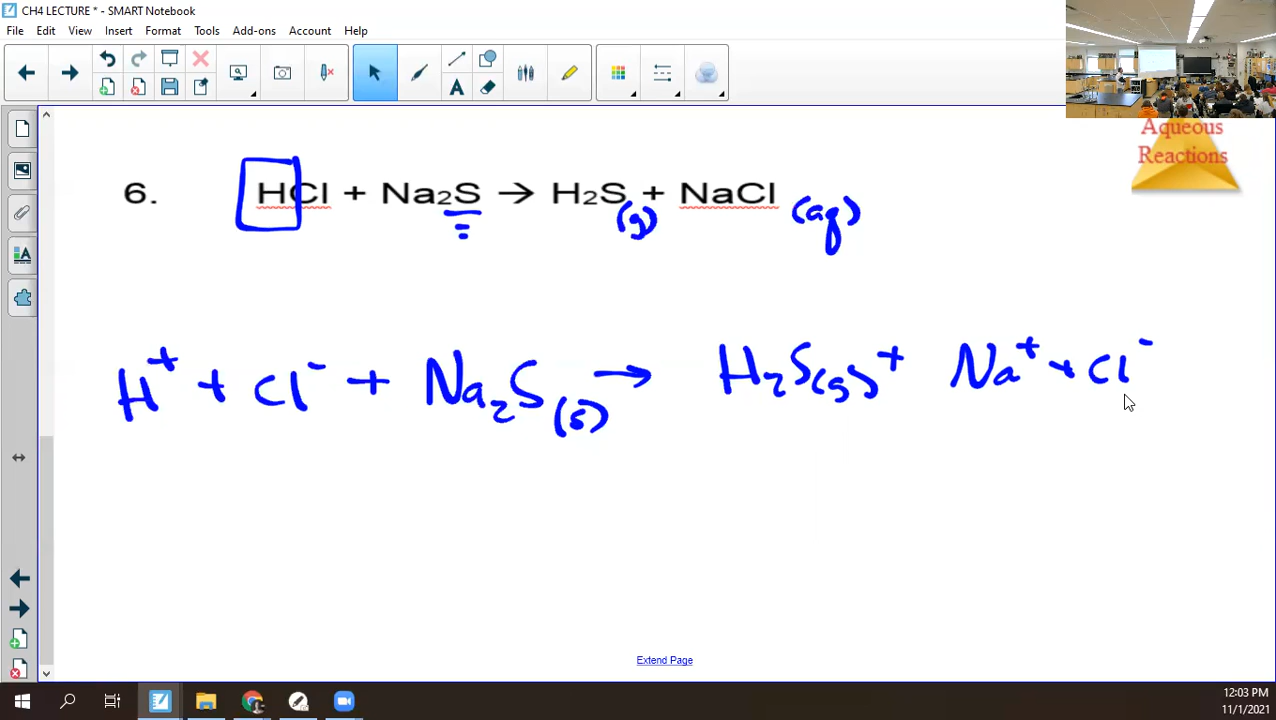 CH4 LECTURE * - SMART Notebook
File Edit View Insert Format Tools Add-ons Account Help
Aqueous
Reactions
6. HCl + Na2S → H2S + NaCl
(g) (aq)
H+ + Cl- + Na2S(s) → H2S(g) + Na+ + Cl-
Extend Page
12:03 PM
11/1/2021